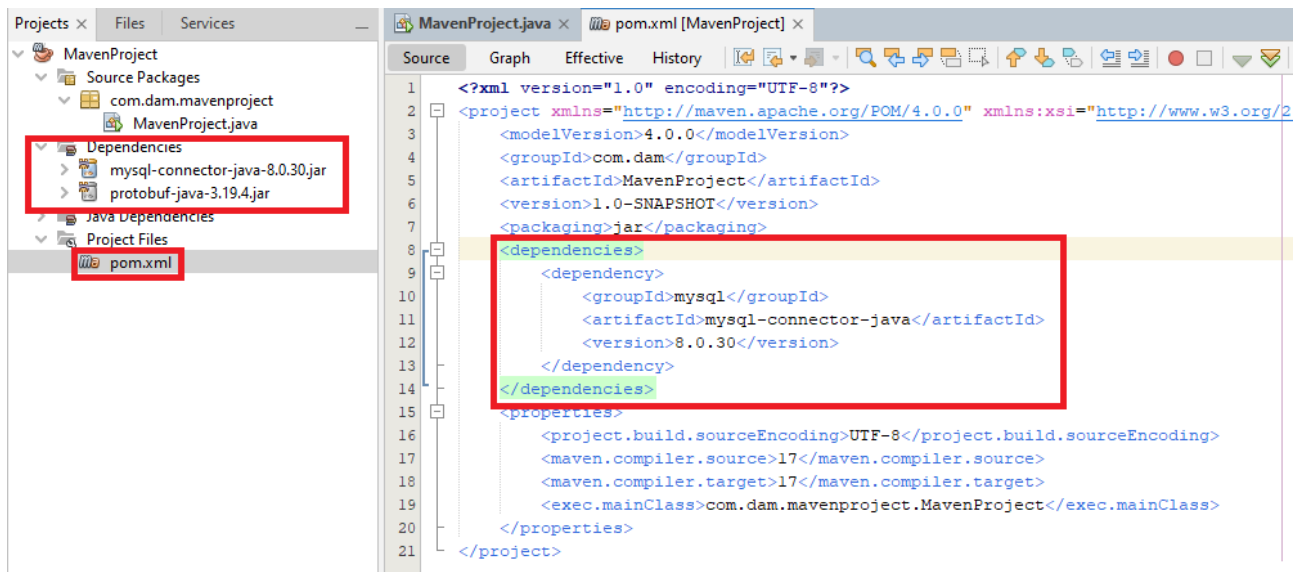 Projects Files Services
MavenProject
Source Packages
com.dam.mavenproject
MavenProject.java
Dependencies
mysql-connector-java-8.0.30.jar
protobuf-java-3.19.4.jar
Java Dependencies
Project Files
pom.xml
MavenProject.java pom.xml [MavenProject]
Source Graph Effective History
1 <?xml version="1.0" encoding="UTF-8"?>
2 <project xmlns="http://maven.apache.org/POM/4.0.0" xmlns:xsi="http://www.w3.org/2
3 <modelVersion>4.0.0</modelVersion>
4 <groupId>com.dam</groupId>
5 <artifactId>MavenProject</artifactId>
6 <version>1.0-SNAPSHOT</version>
7 <packaging>jar</packaging>
8 <dependencies>
9 <dependency>
10 <groupId>mysql</groupId>
11 <artifactId>mysql-connector-java</artifactId>
12 <version>8.0.30</version>
13 </dependency>
14 </dependencies>
15 <properties>
16 <project.build.sourceEncoding>UTF-8</project.build.sourceEncoding>
17 <maven.compiler.source>17</maven.compiler.source>
18 <maven.compiler.target>17</maven.compiler.target>
19 <exec.mainClass>com.dam.mavenproject.MavenProject</exec.mainClass>
20 </properties>
21 </project>